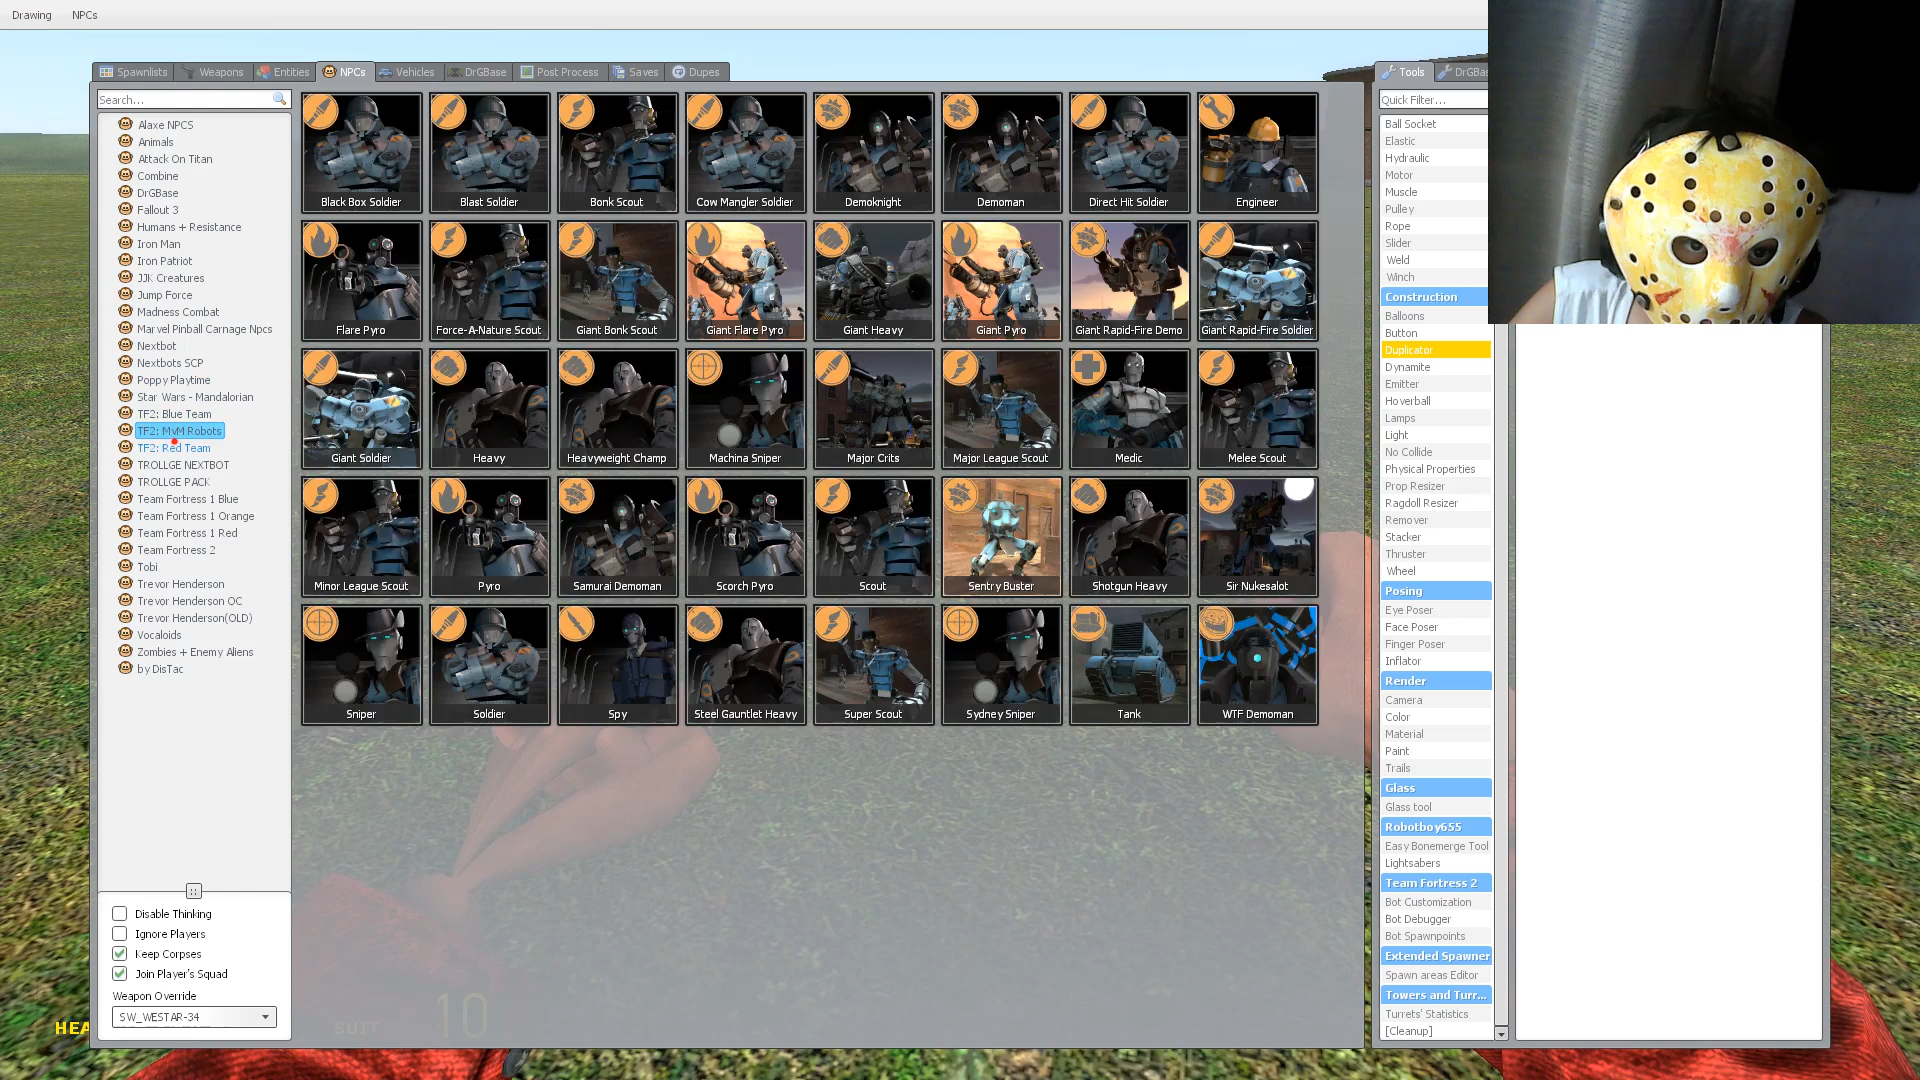 Drawing NPCs
Spawnlists Weapons Entities NPCs Vehicles DrGBase Post Process Saves Dupes
Search...
Alaxe NPCS
Animals
Attack On Titan
Combine
DrGBase
Fallout 3
Humans + Resistance
Iron Man
Iron Patriot
JJK Creatures
Jump Force
Madness Combat
Marvel Pinball Carnage Npcs
Nextbot
Nextbots SCP
Poppy Playtime
Star Wars - Mandalorian
TF2: Blue Team
TF2: MvM Robots
TF2: Red Team
TROLLGE NEXTBOT
TROLLGE PACK
Team Fortress 1 Blue
Team Fortress 1 Orange
Team Fortress 1 Red
Team Fortress 2
Tobi
Trevor Henderson
Trevor Henderson OC
Trevor Henderson(OLD)
Vocaloids
Zombies + Enemy Aliens
by DisTac
Disable Thinking
Ignore Players
Keep Corpses
Join Player's Squad
Weapon Override
SW_WESTAR-34
Black Box Soldier Blast Soldier Bonk Scout Cow Mangler Soldier Demoknight Demoman Direct Hit Soldier Engineer
Flare Pyro Force-A-Nature Scout Giant Bonk Scout Giant Flare Pyro Giant Heavy Giant Pyro Giant Rapid-Fire Demo Giant Rapid-Fire Soldier
Giant Soldier Heavy Heavyweight Champ Machina Sniper Major Crits Major League Scout Medic Melee Scout
Minor League Scout Pyro Samurai Demoman Scorch Pyro Scout Sentry Buster Shotgun Heavy Sir Nukesalot
Sniper Soldier Spy Steel Gauntlet Heavy Super Scout Sydney Sniper Tank WTF Demoman
HEA
SUIT 10
Tools DrGBas
Quick Filter...
Ball Socket
Elastic
Hydraulic
Motor
Muscle
Pulley
Rope
Slider
Weld
Winch
Construction
Balloons
Button
Duplicator
Dynamite
Emitter
Hoverball
Lamps
Light
No Collide
Physical Properties
Prop Resizer
Ragdoll Resizer
Remover
Stacker
Thruster
Wheel
Posing
Eye Poser
Face Poser
Finger Poser
Inflator
Render
Camera
Color
Material
Paint
Trails
Glass
Glass tool
Robotboy655
Easy Bonemerge Tool
Lightsabers
Team Fortress 2
Bot Customization
Bot Debugger
Bot Spawnpoints
Extended Spawner
Spawn areas Editor
Towers and Turr...
Turrets' Statistics
[Cleanup]